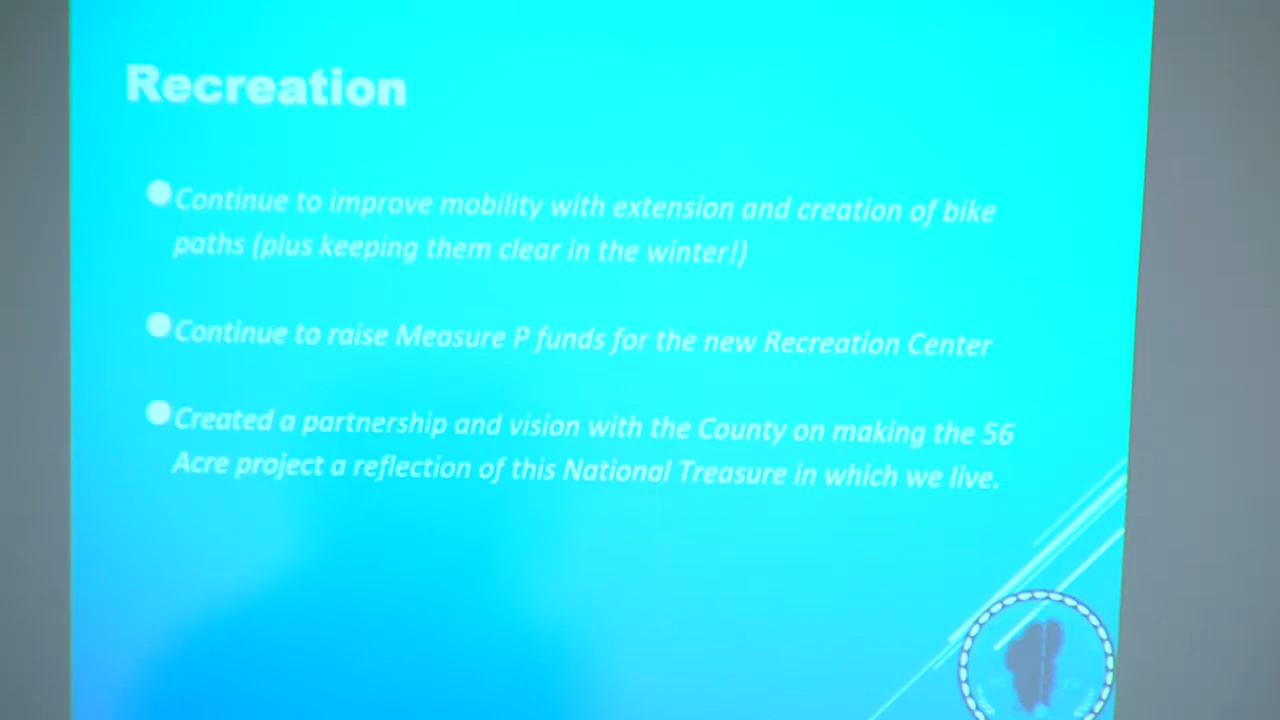 Recreation
Continue to improve mobility with extension and creation of bike
paths (plus keeping them clear in the winter!)
Continue to raise Measure P funds for the new Recreation Center
Created a partnership and vision with the County on making the 56
Acre project a reflection of this National Treasure in which we live.